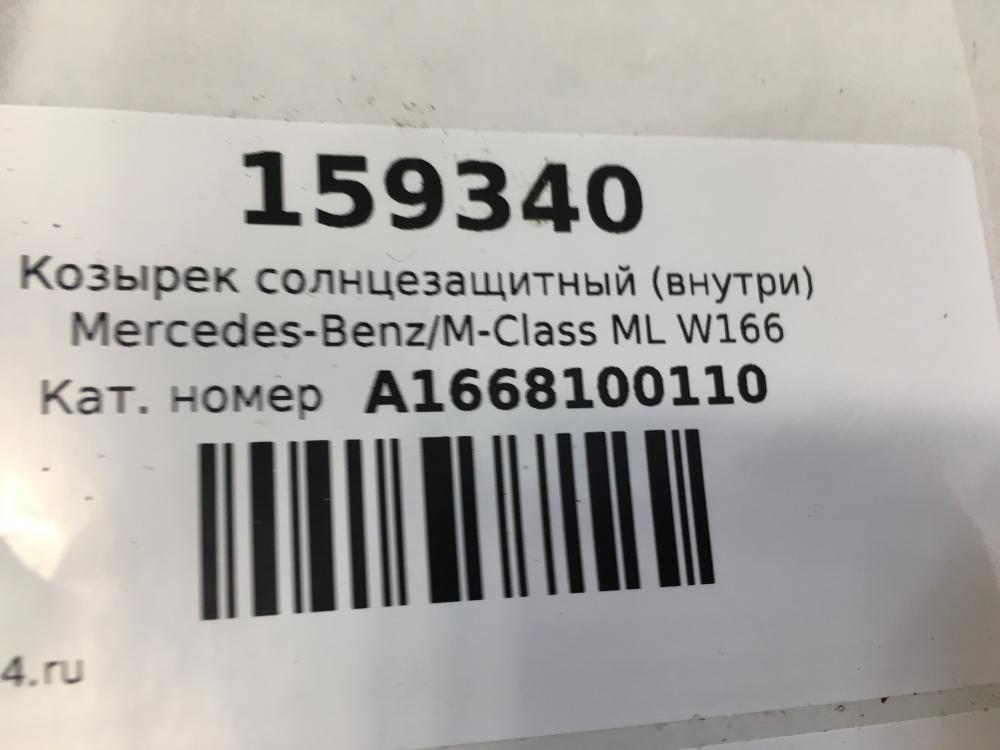 159340
Козырек солнцезащитный (внутри)
Mercedes-Benz/M-Class ML W166
Кат. номер A1668100110
4.ru